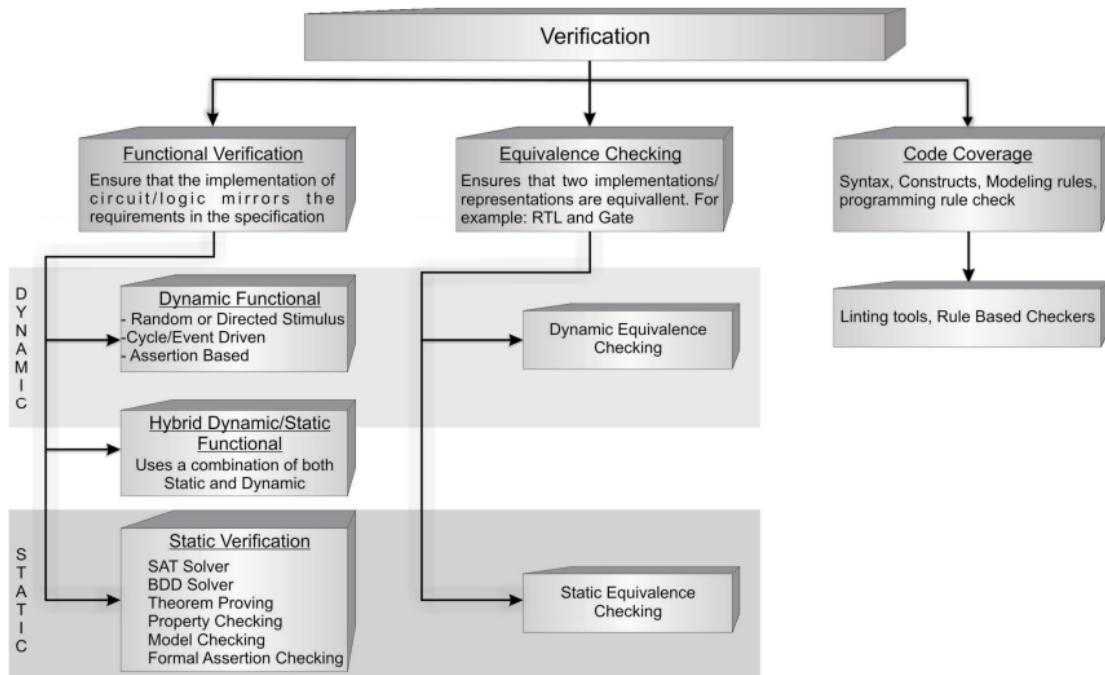 Verification
Functional Verification
Ensure that the implementation of
circuit/logic mirrors the
requirements in the specification
Equivalence Checking
Ensures that two implementations/
representations are equivallent. For
example: RTL and Gate
Code Coverage
Syntax, Constructs, Modeling rules,
programming rule check
DYNAMIC
Dynamic Functional
- Random or Directed Stimulus
-Cycle/Event Driven
- Assertion Based
Dynamic Equivalence
Checking
Linting tools, Rule Based Checkers
Hybrid Dynamic/Static
Functional
Uses a combination of both
Static and Dynamic
STATIC
Static Verification
SAT Solver
BDD Solver
Theorem Proving
Property Checking
Model Checking
Formal Assertion Checking
Static Equivalence
Checking